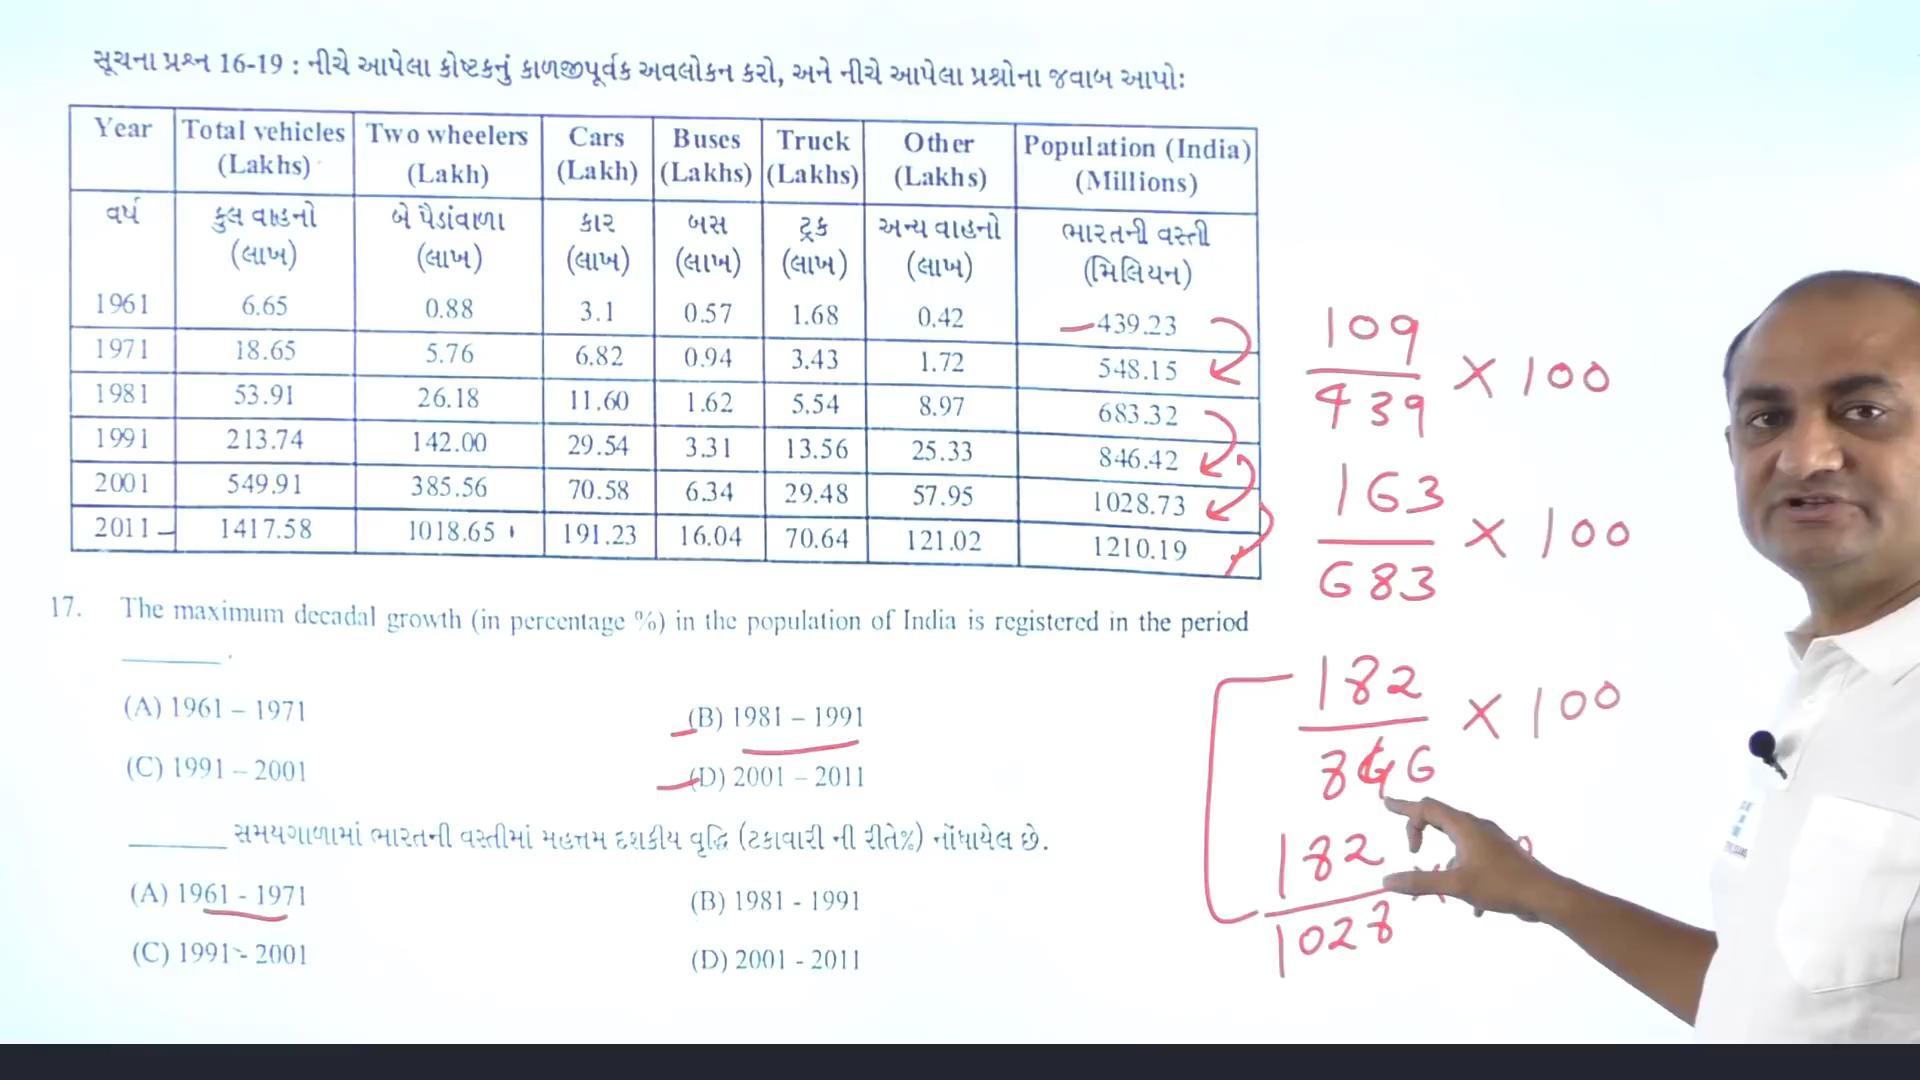 સૂચના પ્રશ્ન 16-19 : નીચે આપેલા કોષ્ટકનું કાળજીપૂર્વક અવલોકન કરો, અને નીચે આપેલા પ્રશ્નોના જવાબ આપો:
Year Total vehicles (Lakhs) Two wheelers (Lakh) Cars (Lakh) Buses (Lakhs) Truck (Lakhs) Other (Lakhs) Population (India) (Millions)
વર્ષ કુલ વાહનો (લાખ) બે પૈડાંવાળા (લાખ) કાર (લાખ) બસ (લાખ) ટ્રક (લાખ) અન્ય વાહનો (લાખ) ભારતની વસ્તી (મિલિયન)
1961 6.65 0.88 3.1 0.57 1.68 0.42 439.23
1971 18.65 5.76 6.82 0.94 3.43 1.72 548.15
1981 53.91 26.18 11.60 1.62 5.54 8.97 683.32
1991 213.74 142.00 29.54 3.31 13.56 25.33 846.42
2001 549.91 385.56 70.58 6.34 29.48 57.95 1028.73
2011 1417.58 1018.65 191.23 16.04 70.64 121.02 1210.19
17. The maximum decadal growth (in percentage %) in the population of India is registered in the period
______ .
(A) 1961 – 1971 (B) 1981 – 1991
(C) 1991 – 2001 (D) 2001 – 2011
______ સમયગાળામાં ભારતની વસ્તીમાં મહત્તમ દશકીય વૃદ્ધિ (ટકાવારી ની રીતે%) નોંધાયેલ છે.
(A) 1961 - 1971 (B) 1981 - 1991
(C) 1991 - 2001 (D) 2001 - 2011
109
439 × 100
163
683 × 100
182
846 × 100
182
1028 ×